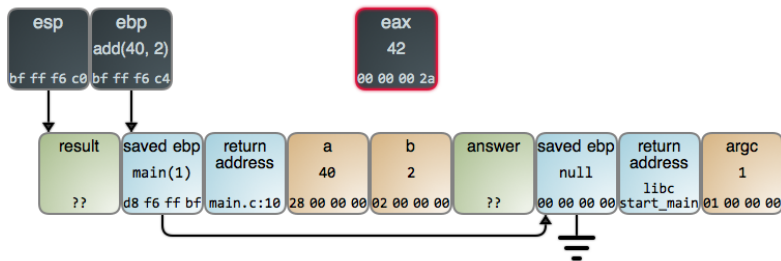 esp
bf ff f6 c0
ebp
add(40, 2)
bf ff f6 c4
eax
42
00 00 00 2a
result
??
saved ebp
main(1)
d8 f6 ff bf
return
address
main.c:10
a
40
28 00 00 00
b
2
02 00 00 00
answer
??
saved ebp
null
00 00 00 00
return
address
libc
start_main
argc
1
01 00 00 00